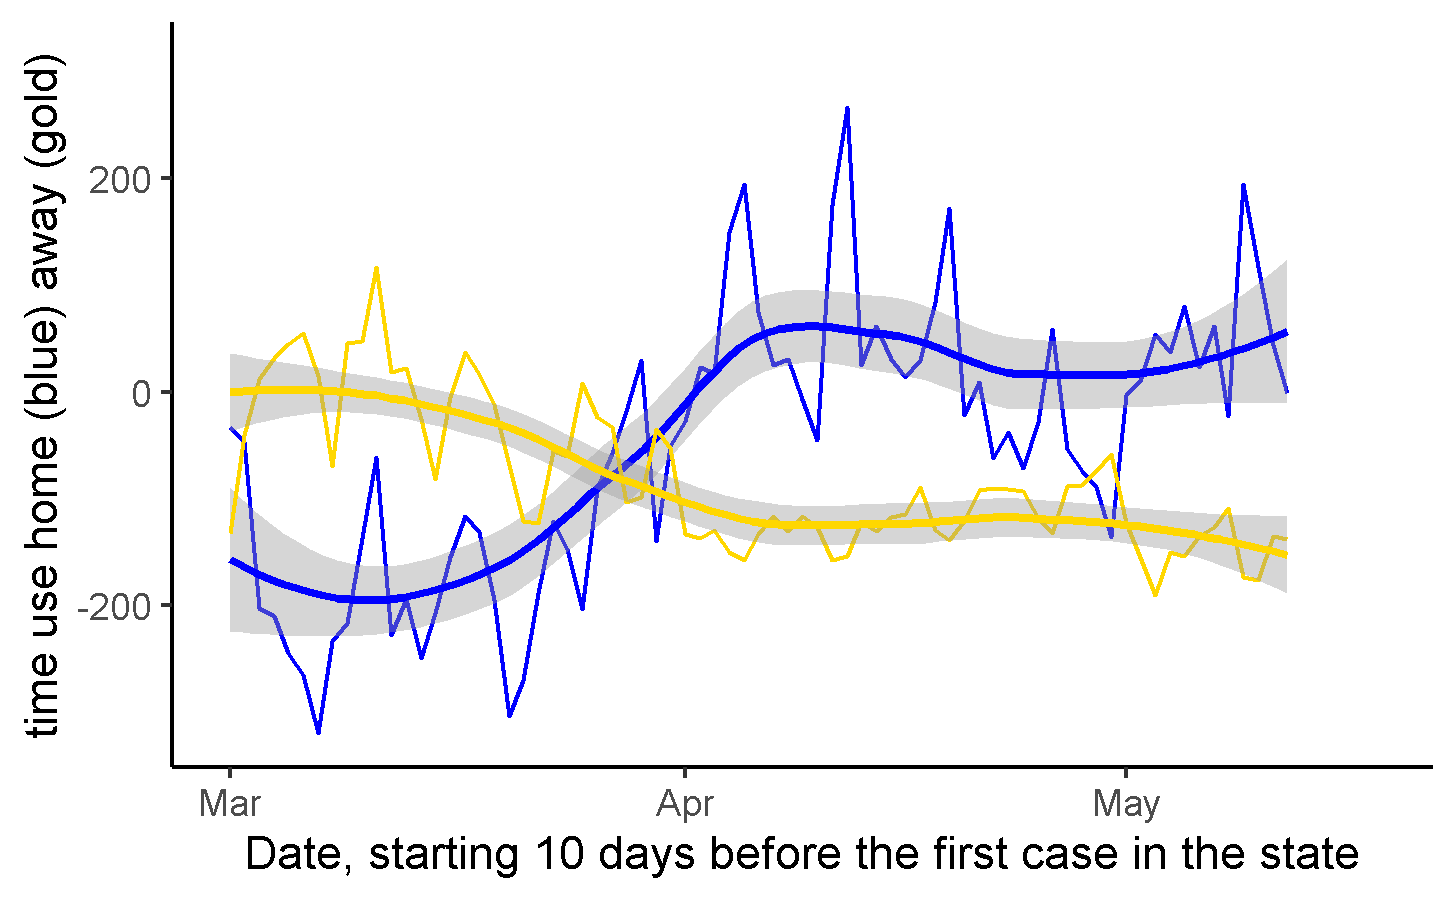 time use home (blue) away (gold)
200
0
-200
Mar
Apr
May
Date, starting 10 days before the first case in the state